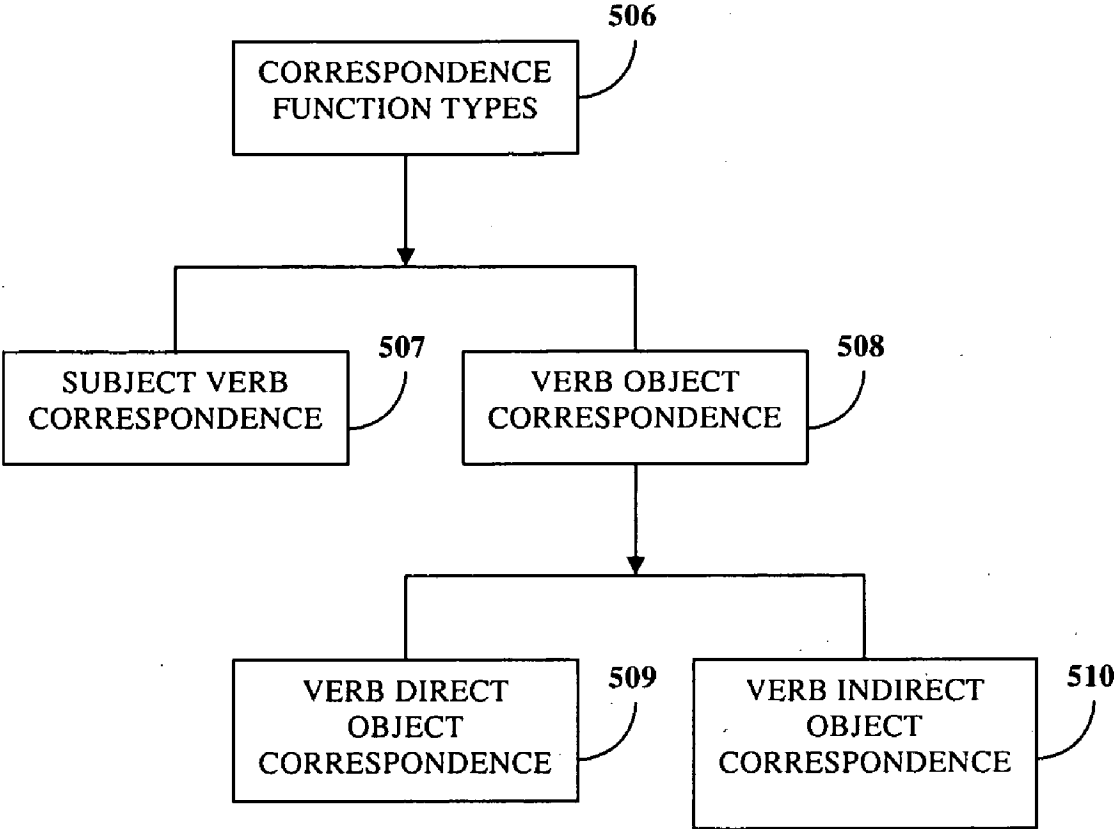 506
CORRESPONDENCE
FUNCTION TYPES
507
SUBJECT VERB
CORRESPONDENCE
508
VERB OBJECT
CORRESPONDENCE
509
VERB DIRECT
OBJECT
CORRESPONDENCE
510
VERB INDIRECT
OBJECT
CORRESPONDENCE